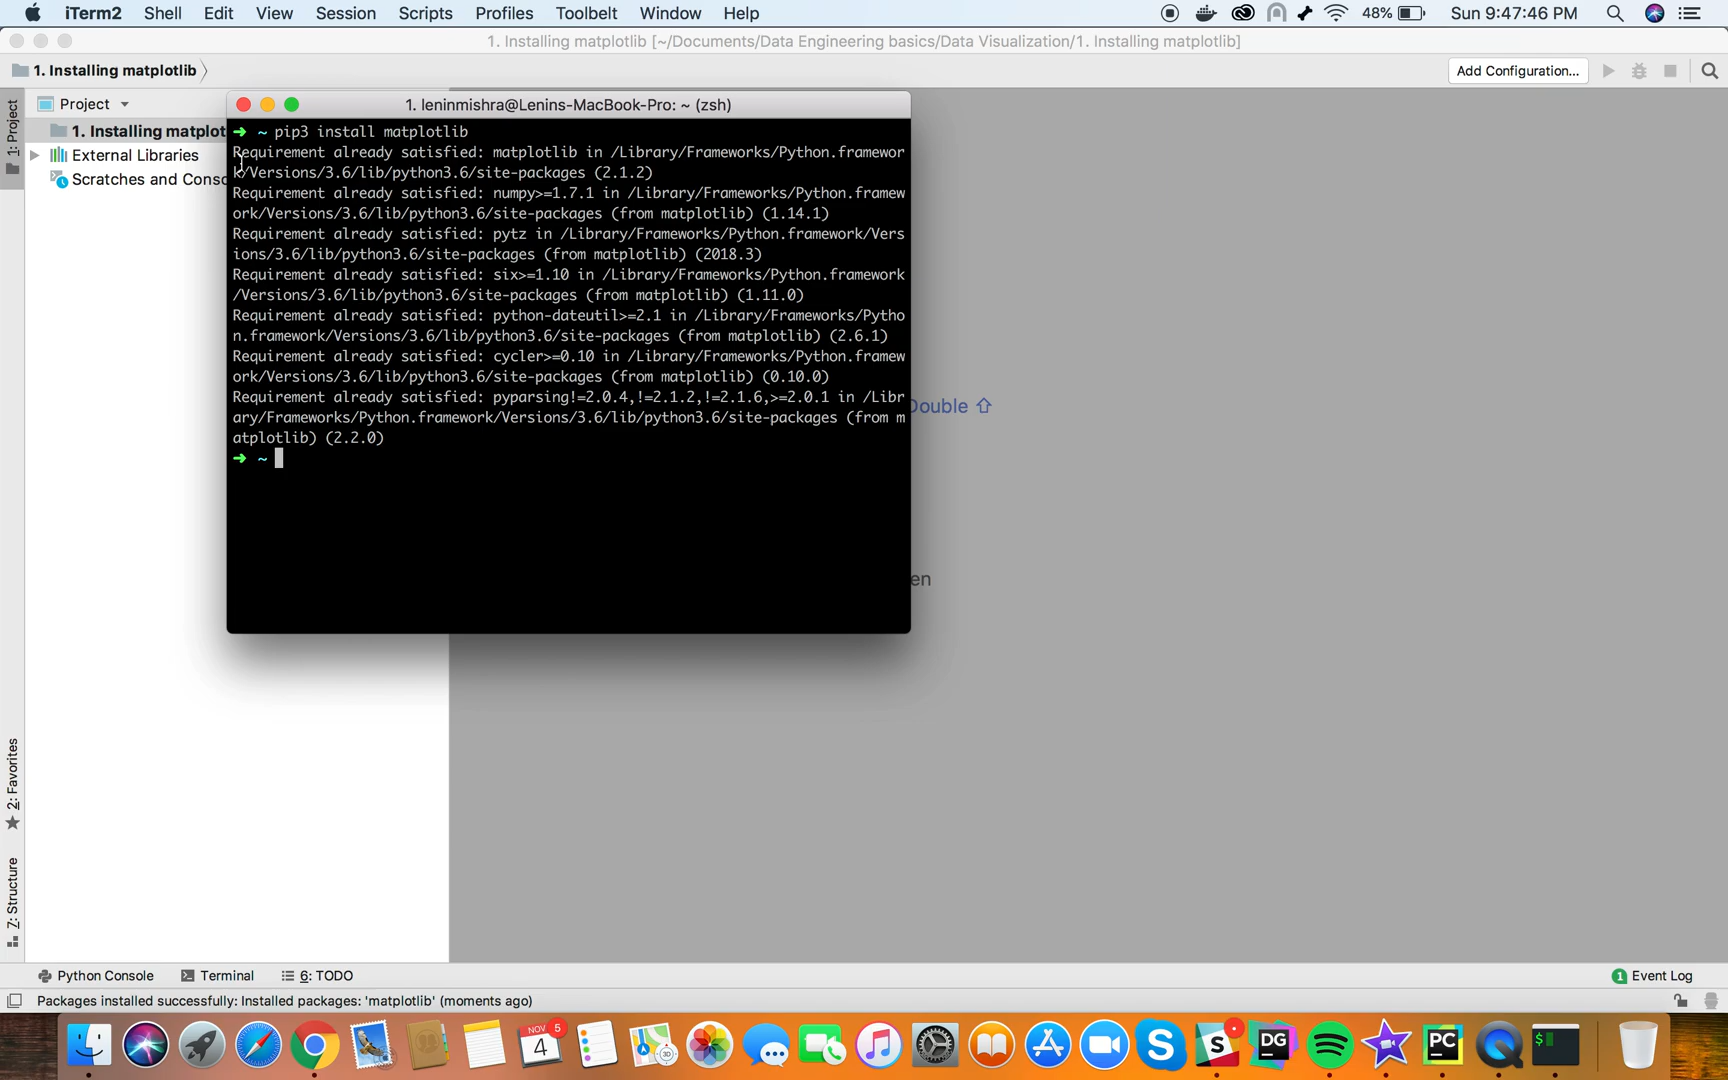 iTerm2 Shell Edit View Session Scripts Profiles Toolbelt Window Help 48% Sun 9:47:46 PM
1. Installing matplotlib [~/Documents/Data Engineering basics/Data Visualization/1. Installing matplotlib]
1. Installing matplotlib Add Configuration...
Project
1: Project
1. Installing matplot
External Libraries
Scratches and Conso
1. leninmishra@Lenins-MacBook-Pro: ~ (zsh)
➜ ~ pip3 install matplotlib
Requirement already satisfied: matplotlib in /Library/Frameworks/Python.framewor
k/Versions/3.6/lib/python3.6/site-packages (2.1.2)
Requirement already satisfied: numpy>=1.7.1 in /Library/Frameworks/Python.framew
ork/Versions/3.6/lib/python3.6/site-packages (from matplotlib) (1.14.1)
Requirement already satisfied: pytz in /Library/Frameworks/Python.framework/Vers
ions/3.6/lib/python3.6/site-packages (from matplotlib) (2018.3)
Requirement already satisfied: six>=1.10 in /Library/Frameworks/Python.framework
/Versions/3.6/lib/python3.6/site-packages (from matplotlib) (1.11.0)
Requirement already satisfied: python-dateutil>=2.1 in /Library/Frameworks/Pytho
n.framework/Versions/3.6/lib/python3.6/site-packages (from matplotlib) (2.6.1)
Requirement already satisfied: cycler>=0.10 in /Library/Frameworks/Python.framew
ork/Versions/3.6/lib/python3.6/site-packages (from matplotlib) (0.10.0)
Requirement already satisfied: pyparsing!=2.0.4,!=2.1.2,!=2.1.6,>=2.0.1 in /Libr
ary/Frameworks/Python.framework/Versions/3.6/lib/python3.6/site-packages (from m
atplotlib) (2.2.0)
➜ ~
Double ⇧
en
2: Favorites
Z: Structure
Python Console Terminal 6: TODO 1 Event Log
Packages installed successfully: Installed packages: 'matplotlib' (moments ago)
NOV 5
4
S DG PC $